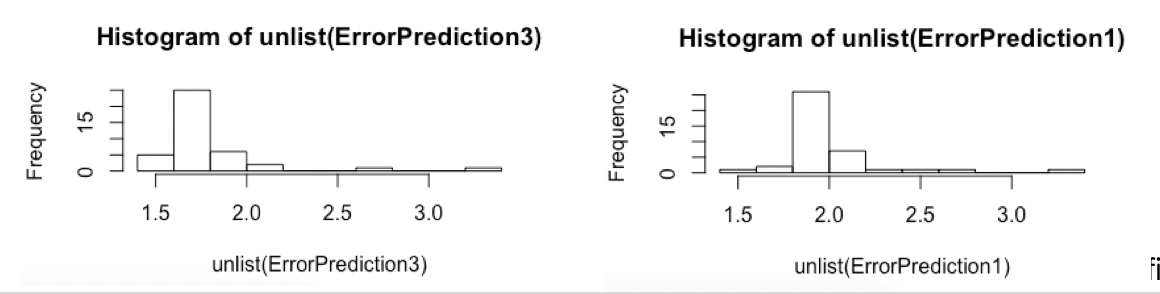 Histogram of unlist(ErrorPrediction3)
Frequency
15
0
1.5 2.0 2.5 3.0
unlist(ErrorPrediction3)
Histogram of unlist(ErrorPrediction1)
Frequency
15
0
1.5 2.0 2.5 3.0
unlist(ErrorPrediction1)
fi